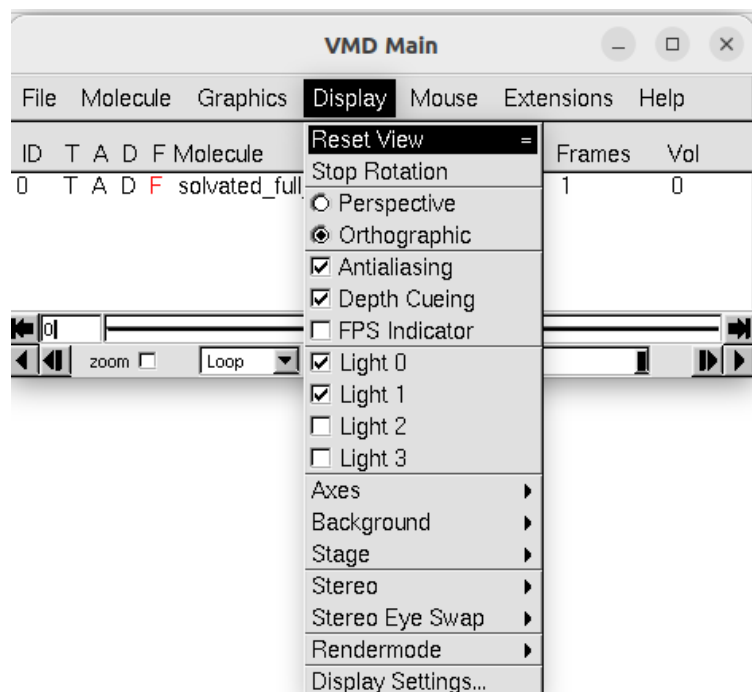 VMD Main
File Molecule Graphics Display Mouse Extensions Help
ID T A D F Molecule Frames Vol
0 T A D F solvated_full 1 0
Reset View =
Stop Rotation
Perspective
Orthographic
Antialiasing
Depth Cueing
FPS Indicator
Light 0
Light 1
Light 2
Light 3
Axes
Background
Stage
Stereo
Stereo Eye Swap
Rendermode
Display Settings...
0
zoom Loop